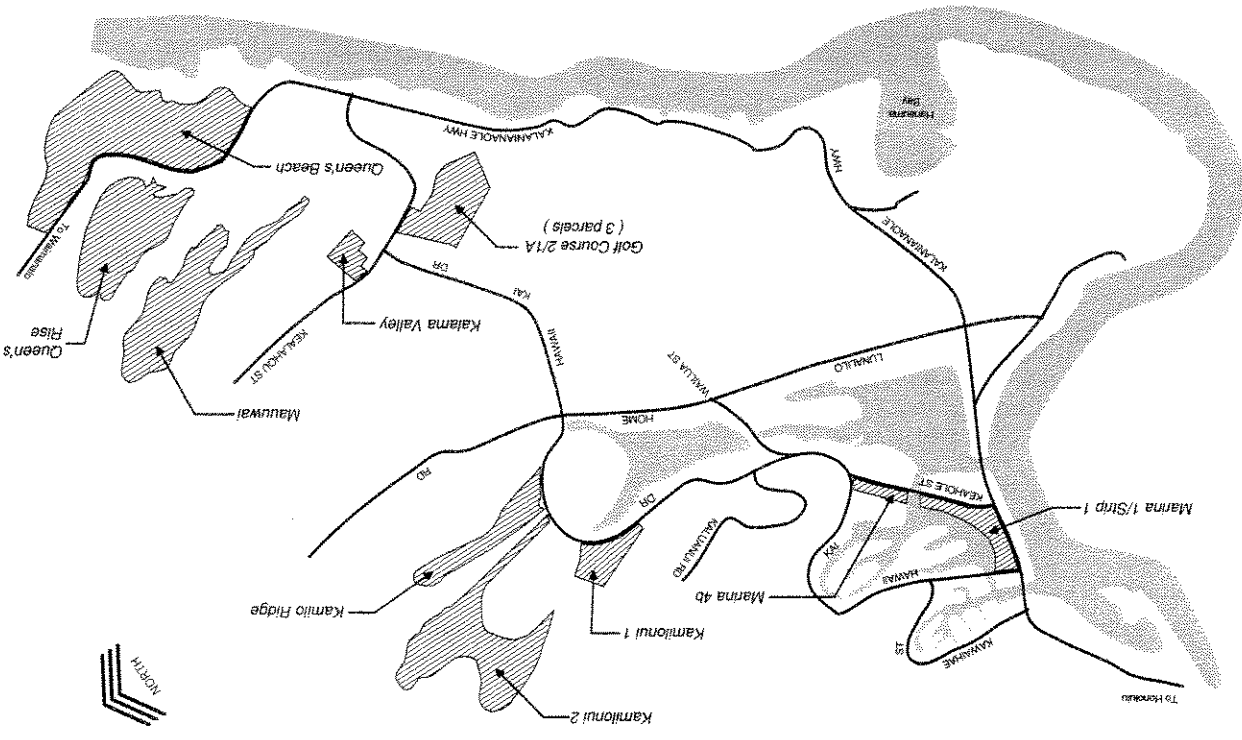 To Honolulu
Kamilonui 2
NORTH
KAWAIHAE
ST
Kamilonui 1
Marina 4b
Kamilo Ridge
HAWAII
KAI
KALUANUI RD
DR
Marina 1/Strip 1
KEAHOLE ST
RD
HOME
WAILUA ST
LUNALILO
Mauuwai
KEALAHOU ST
HAWAII
KAI
DR
Kalama Valley
Queen's
Rise
To Waimanalo
Golf Course 2/1A
( 3 parcels )
KALANIANAOLE
HWY
Queen's Beach
KALANIANAOLE HWY
Hanauma
Bay